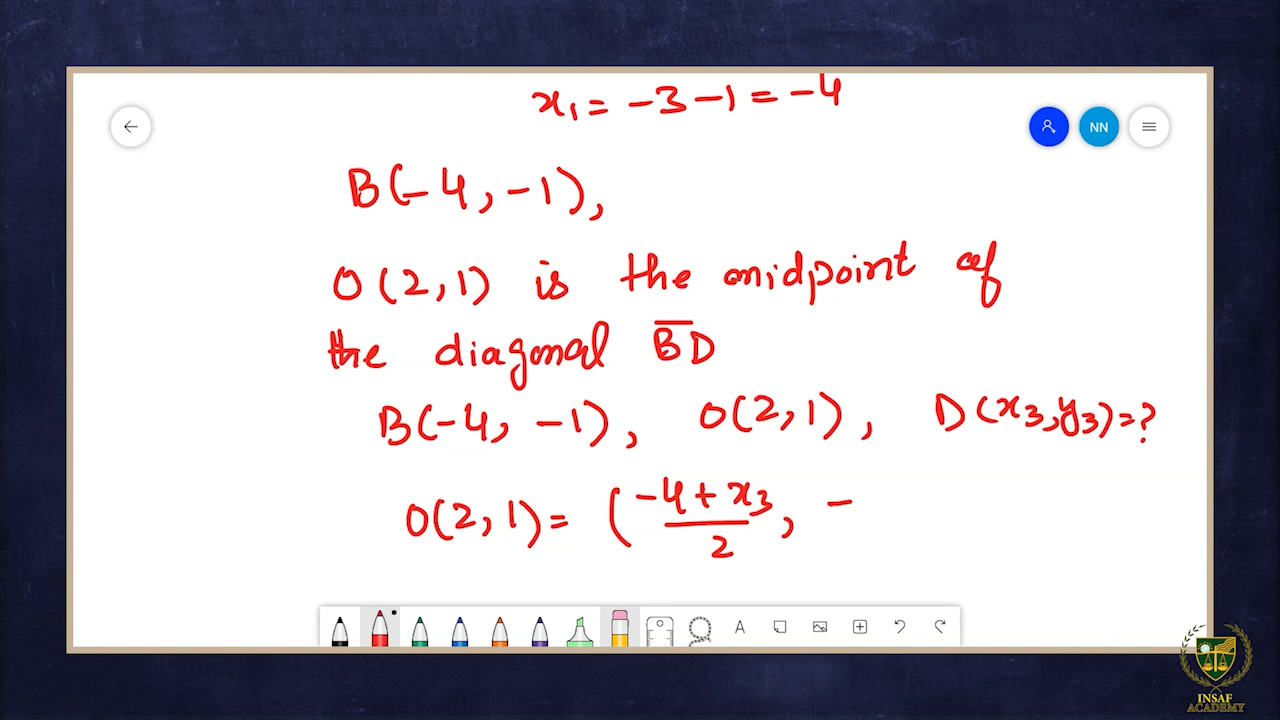 x₁ = -3 - 1 = -4
NN
B(-4, -1),
O(2,1) is the midpoint of
the diagonal B̅D̅
B(-4, -1), O(2,1), D(x₃,y₃)=?
O(2,1) = (-4 + x₃/2, -
A
INSAF
ACADEMY